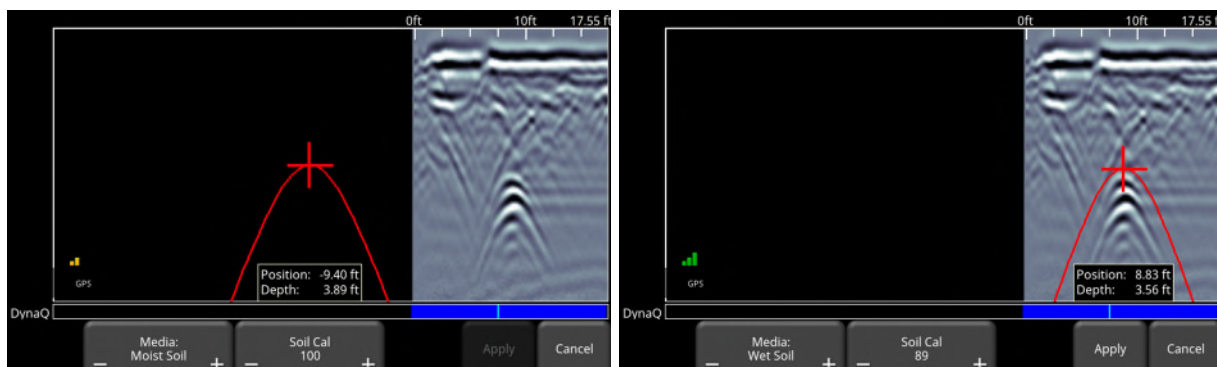 0ft 10ft 17.55 ft
Position: -9.40 ft
Depth: 3.89 ft
GPS
DynaQ
Media:
Moist Soil
- +
Soil Cal
100
- +
Apply
Cancel
0ft 10ft 17.55 ft
Position: 8.83 ft
Depth: 3.56 ft
GPS
DynaQ
Media:
Wet Soil
- +
Soil Cal
89
- +
Apply
Cancel